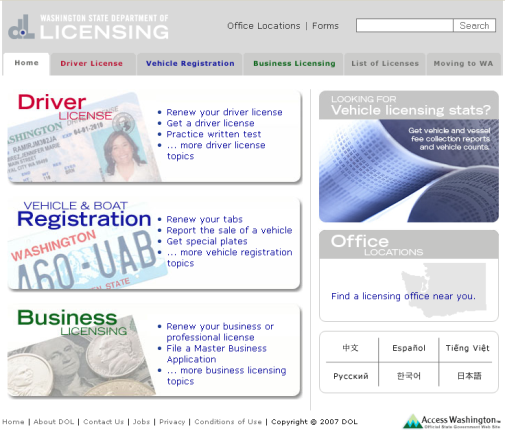 WASHINGTON STATE DEPARTMENT OF
LICENSING
Office Locations | Forms
Search
Home
Driver License
Vehicle Registration
Business Licensing
List of Licenses
Moving to WA
Driver
LICENSE
Renew your driver license
Get a driver license
Practice written test
... more driver license
topics
LOOKING FOR
Vehicle licensing stats?
Get vehicle and vessel
fee collection reports
and vehicle counts.
VEHICLE & BOAT
Registration
WASHINGTON
460-UAB
EN STATE
Renew your tabs
Report the sale of a vehicle
Get special plates
... more vehicle registration
topics
Office
LOCATIONS
Find a licensing office near you.
Business
LICENSING
Renew your business or
professional license
File a Master Business
Application
... more business licensing
topics
中文
Español
Tiếng Việt
Русский
한국어
日本語
Home | About DOL | Contact Us | Jobs | Privacy | Conditions of Use | Copyright © 2007 DOL
Access Washington
Official State Government Web Site